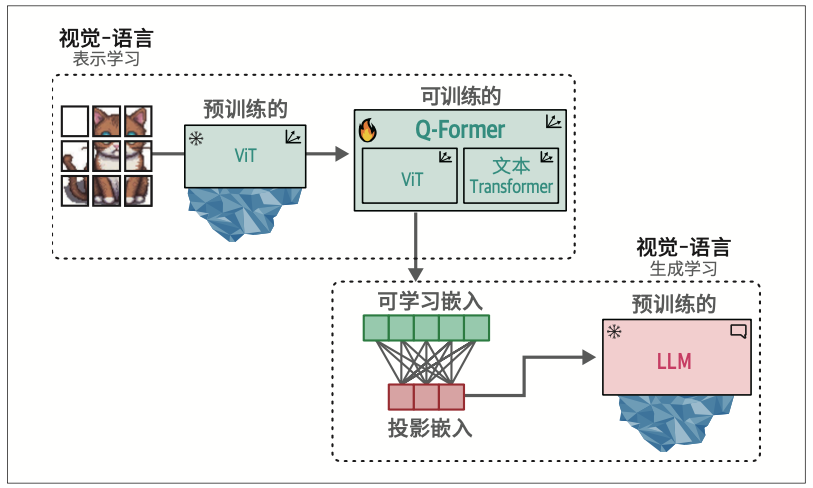 视觉-语言
表示学习
预训练的
ViT
可训练的
Q-Former
ViT
文本
Transformer
视觉-语言
生成学习
可学习嵌入
投影嵌入
预训练的
LLM